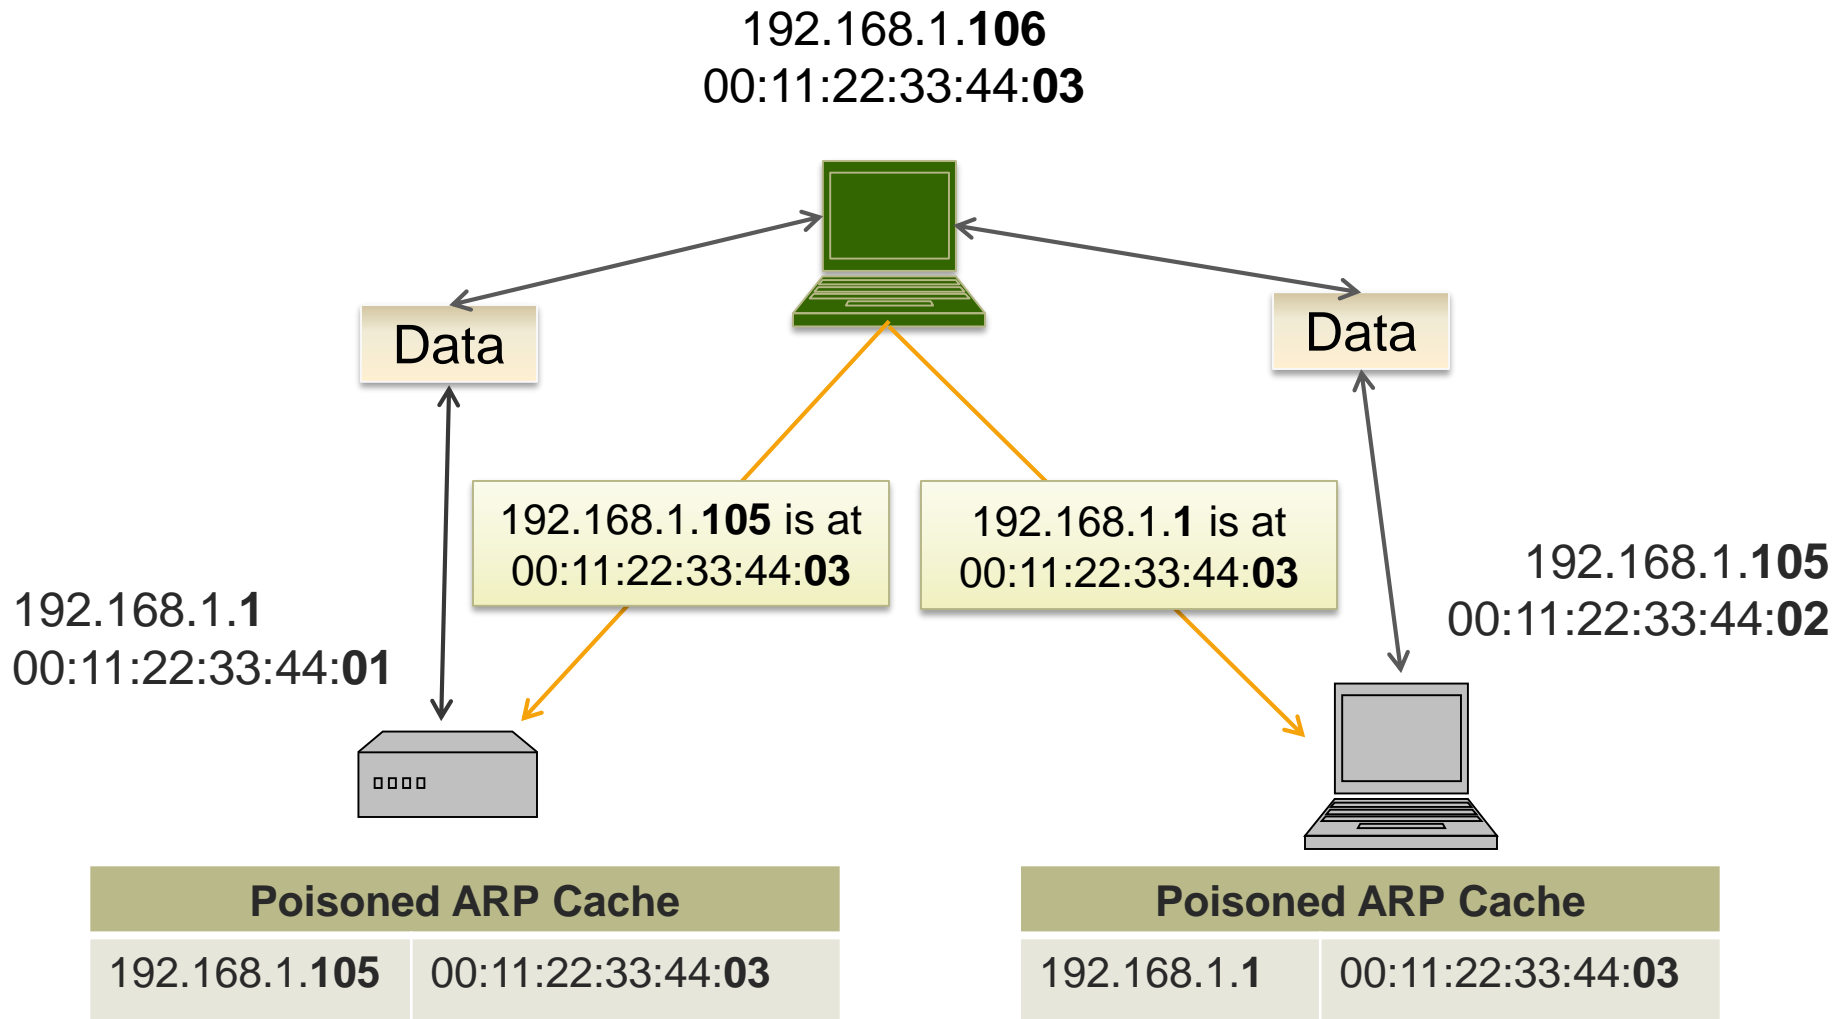 192.168.1.106
00:11:22:33:44:03
Data
Data
192.168.1.105 is at
00:11:22:33:44:03
192.168.1.1 is at
00:11:22:33:44:03
192.168.1.1
00:11:22:33:44:01
192.168.1.105
00:11:22:33:44:02
Poisoned ARP Cache
192.168.1.105 00:11:22:33:44:03
Poisoned ARP Cache
192.168.1.1 00:11:22:33:44:03